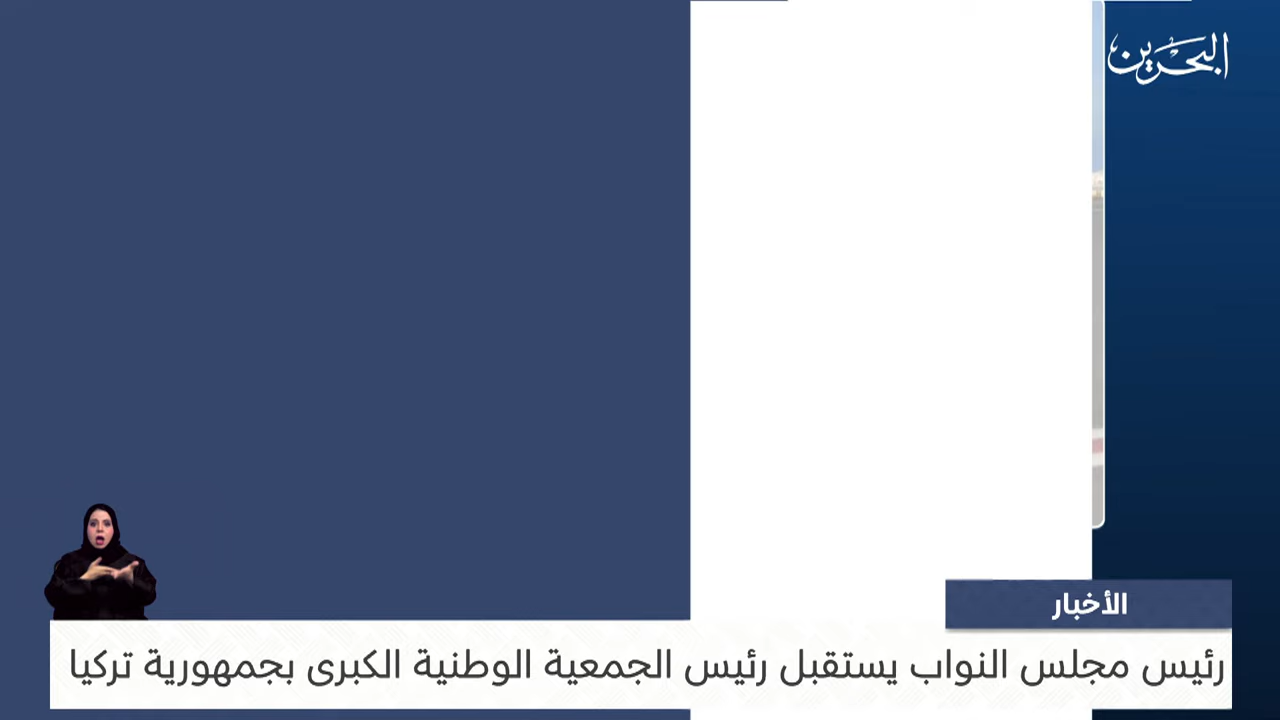 البحرين
الأخبار
رئيس مجلس النواب يستقبل رئيس الجمعية الوطنية الكبرى بجمهورية تركيا